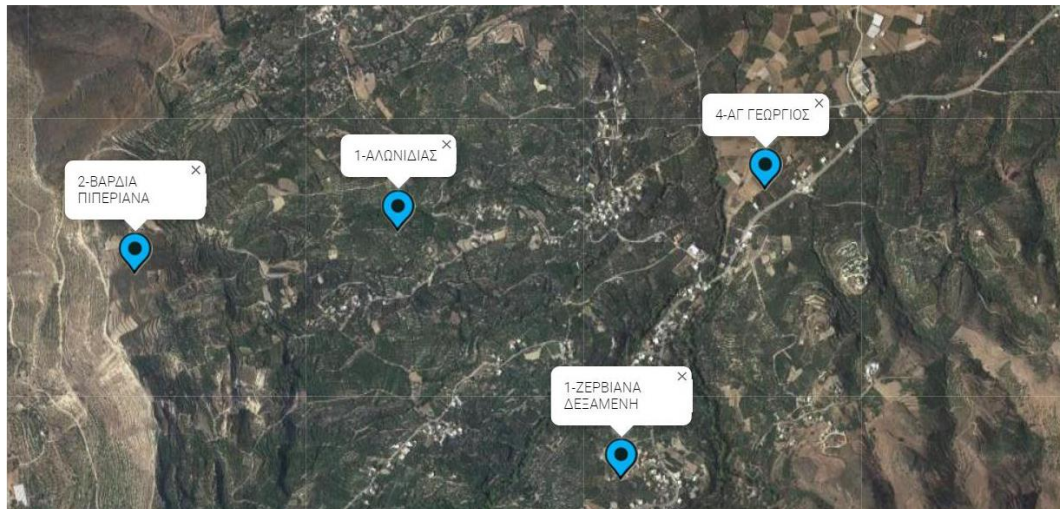 4-ΑΓ ΓΕΩΡΓΙΟΣ
1-ΑΛΩΝΙΔΙΑΣ
2-ΒΑΡΔΙΑ
ΠΙΠΕΡΙΑΝΑ
1-ΖΕΡΒΙΑΝΑ
ΔΕΞΑΜΕΝΗ